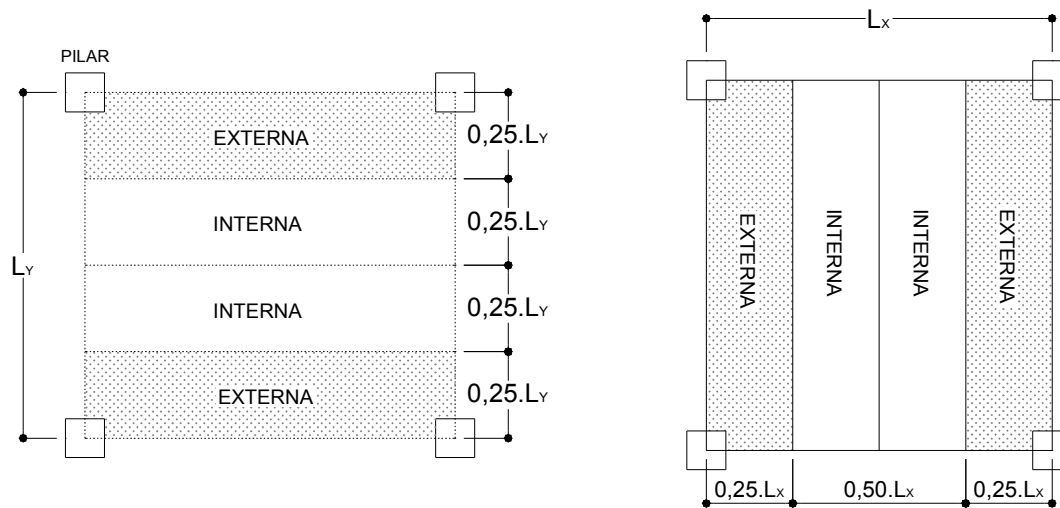 PILAR
EXTERNA
INTERNA
INTERNA
EXTERNA
LY
0,25.LY
0,25.LY
0,25.LY
0,25.LY
LX
EXTERNA
INTERNA
INTERNA
EXTERNA
0,25.LX
0,50.LX
0,25.LX